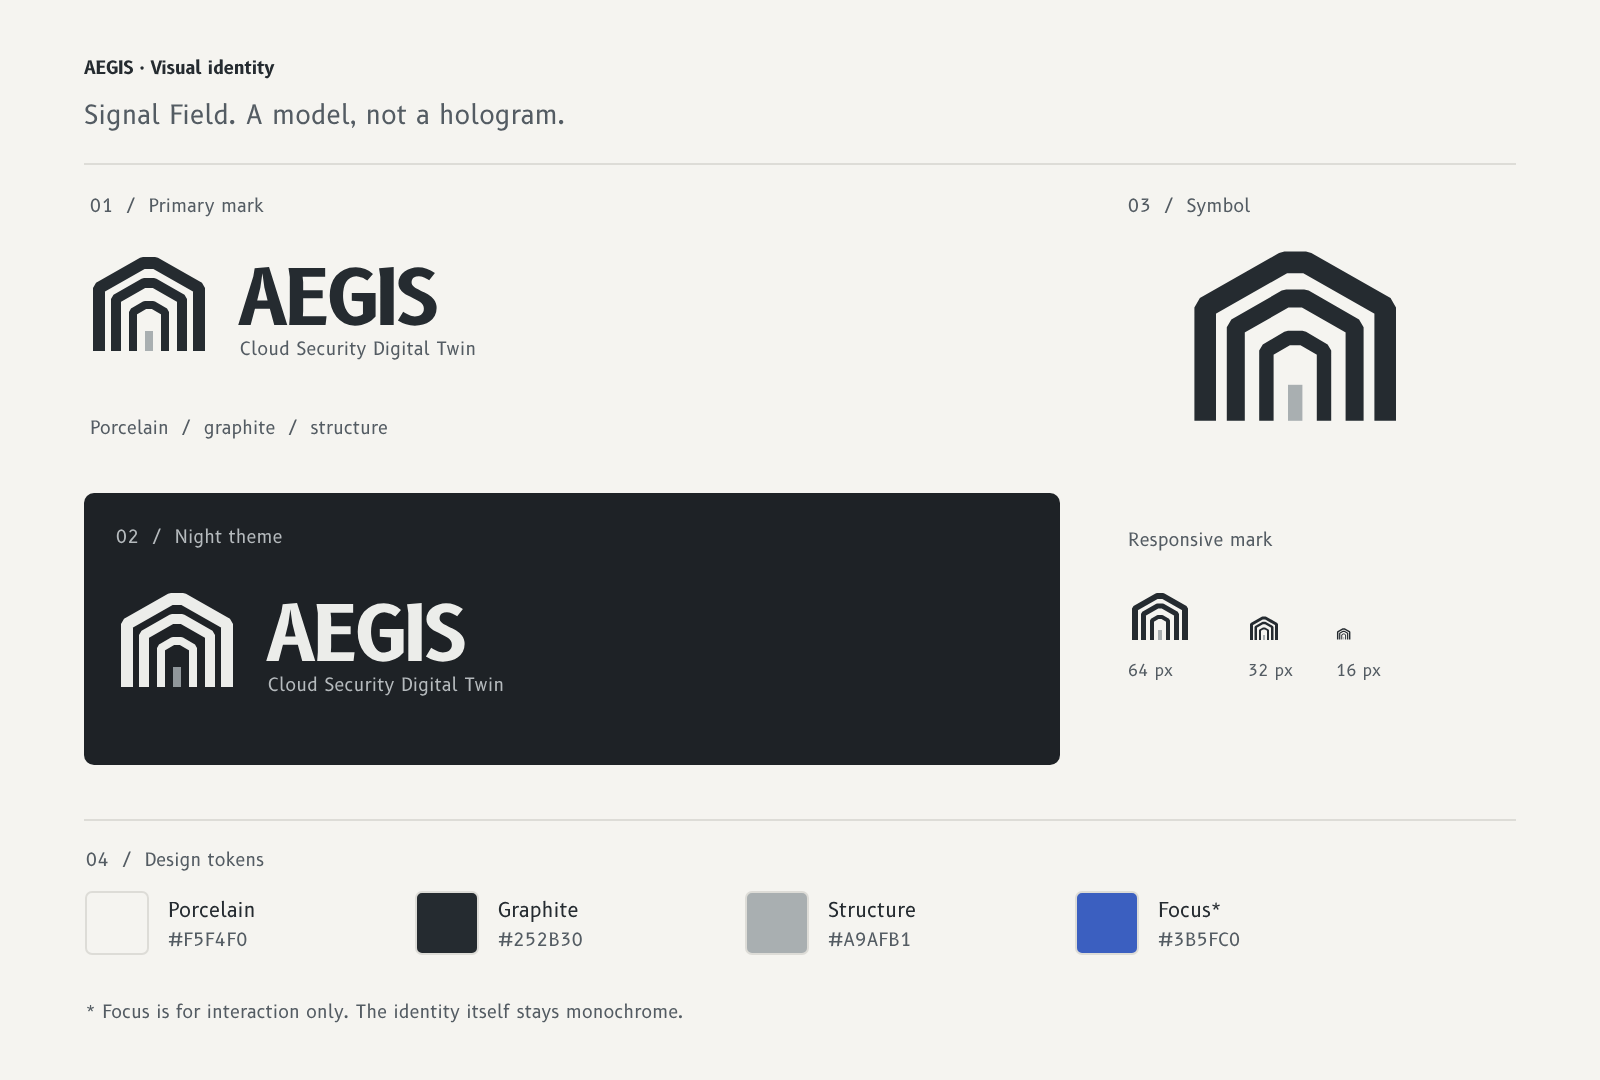 AEGIS · Visual identity
Signal Field. A model, not a hologram.
01 / Primary mark
AEGIS
Cloud Security Digital Twin
Porcelain / graphite / structure
03 / Symbol
02 / Night theme
AEGIS
Cloud Security Digital Twin
Responsive mark
64 px
32 px
16 px
04 / Design tokens
Porcelain
#F5F4F0
Graphite
#252B30
Structure
#A9AFB1
Focus*
#3B5FC0
* Focus is for interaction only. The identity itself stays monochrome.